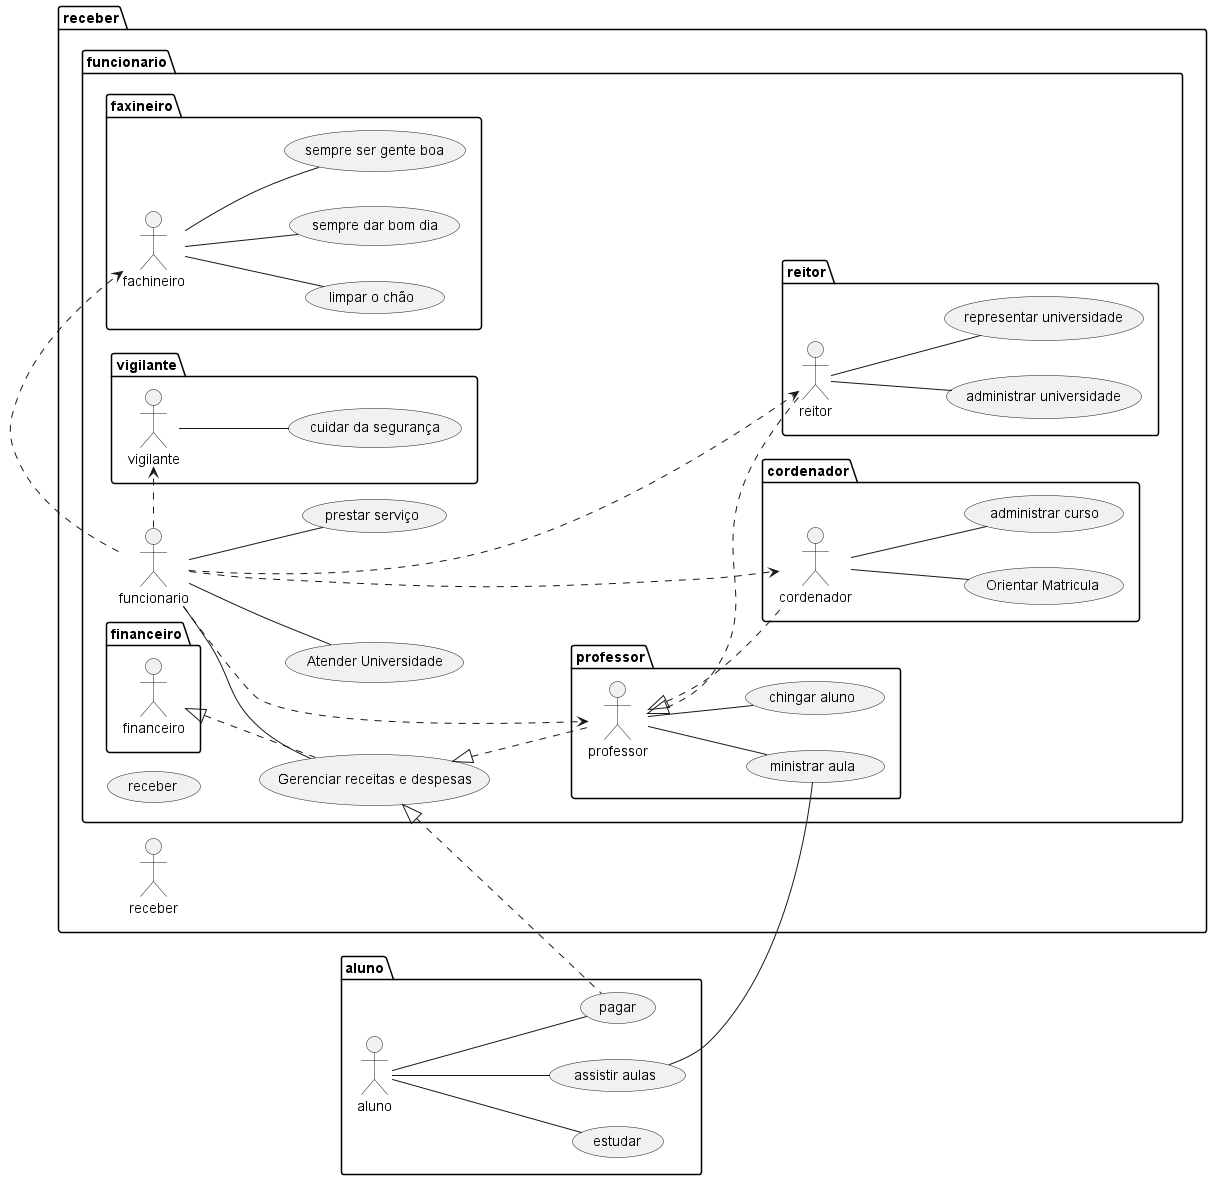 receber
funcionario
faxineiro
sempre ser gente boa
sempre dar bom dia
fachineiro
limpar o chão
reitor
representar universidade
administrar universidade
reitor
vigilante
cuidar da segurança
vigilante
cordenador
administrar curso
Orientar Matricula
cordenador
prestar serviço
funcionario
Atender Universidade
financeiro
financeiro
professor
chingar aluno
professor
ministrar aula
receber
Gerenciar receitas e despesas
receber
aluno
pagar
assistir aulas
aluno
estudar